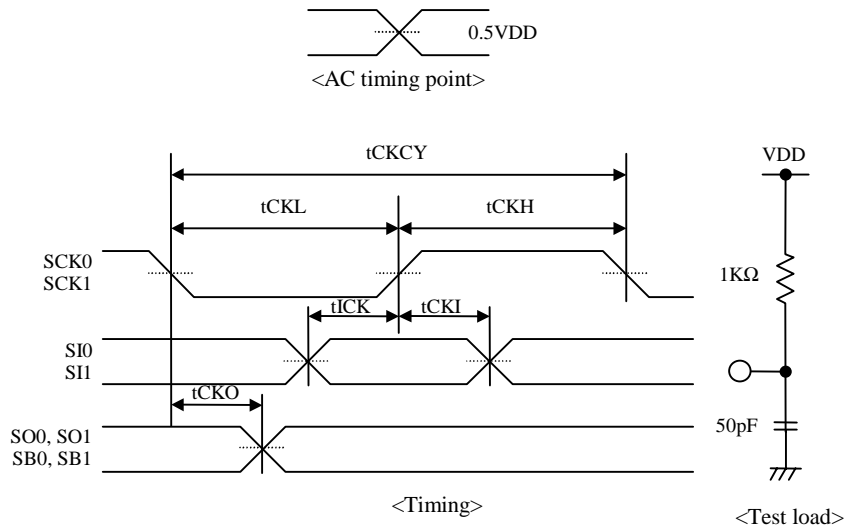 0.5VDD
<AC timing point>
tCKCY
VDD
tCKL
tCKH
SCK0
SCK1
1KΩ
tICK
tCKI
SI0
SI1
tCKO
50pF
SO0, SO1
SB0, SB1
<Timing>
<Test load>